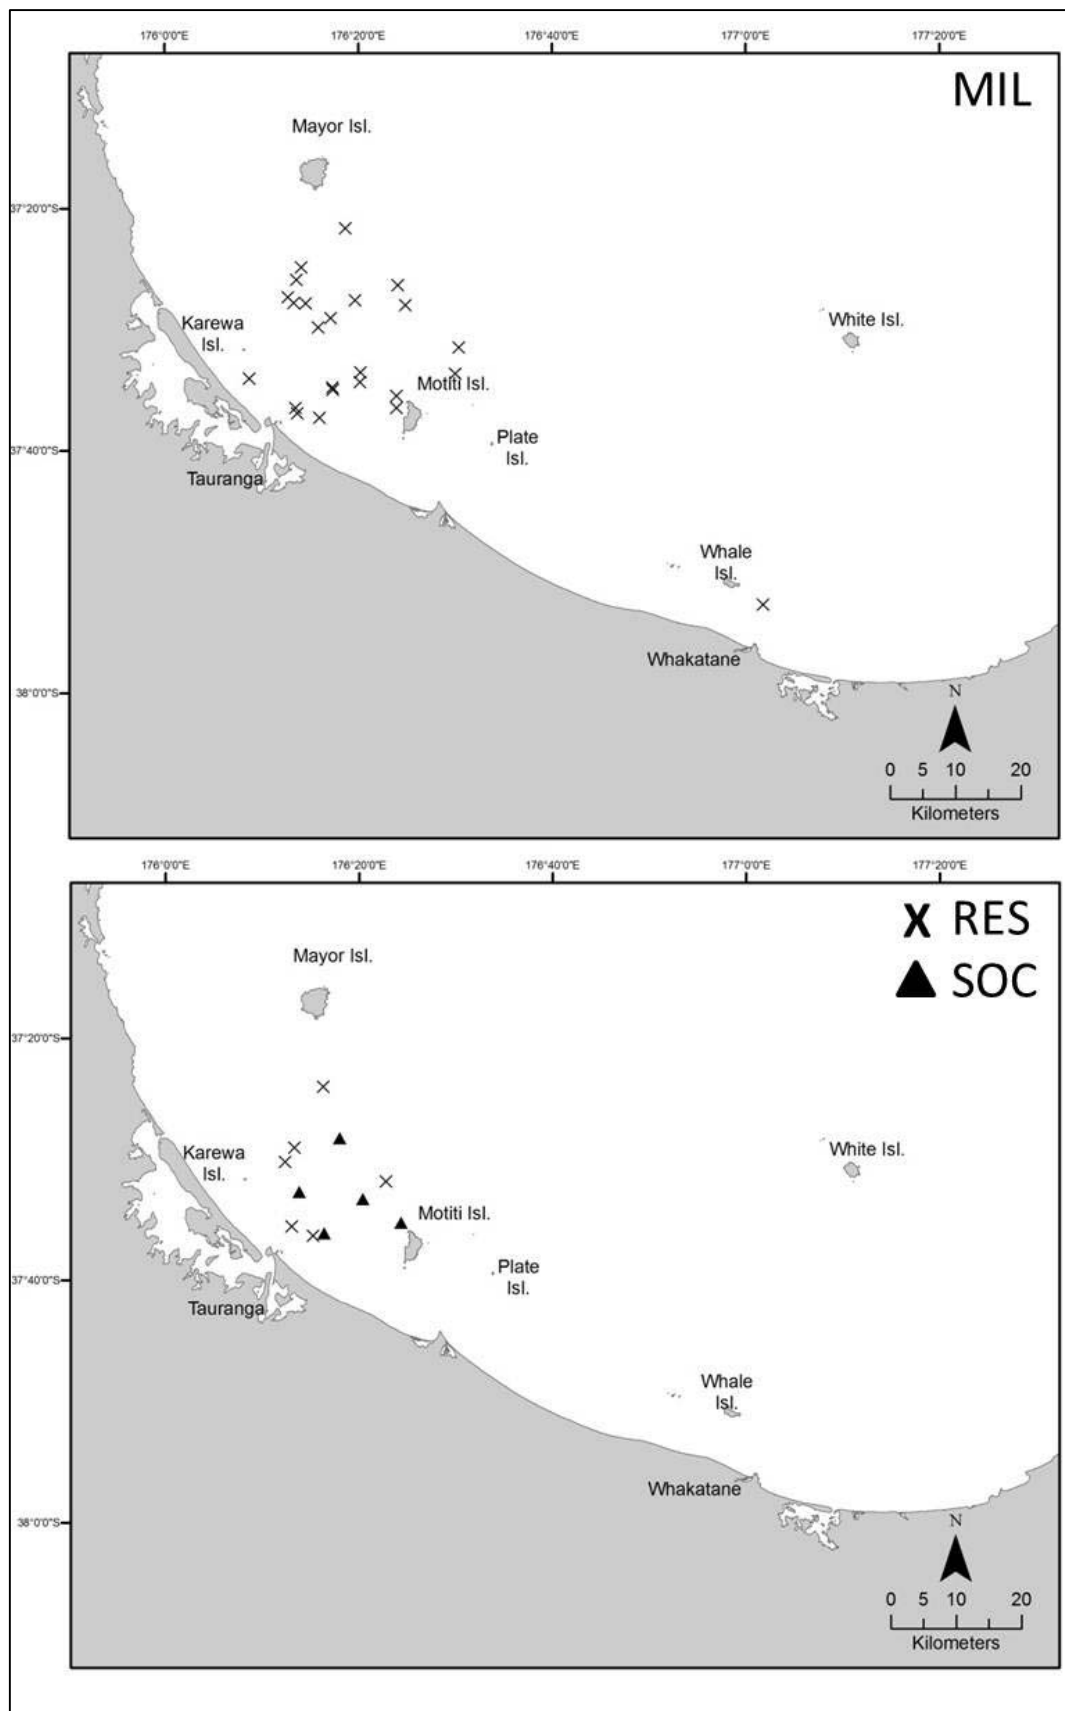 176°0'0"E 176°20'0"E 176°40'0"E 177°0'0"E 177°20'0"E
MIL
Mayor Isl.
37°20'0"S
Karewa
Isl.
White Isl.
Motiti Isl.
Plate
Isl.
37°40'0"S
Tauranga
Whale
Isl.
Whakatane
38°0'0"S
N
0 5 10 20
Kilometers
176°0'0"E 176°20'0"E 176°40'0"E 177°0'0"E 177°20'0"E
X RES
SOC
Mayor Isl.
37°20'0"S
Karewa
Isl.
White Isl.
Motiti Isl.
Plate
Isl.
37°40'0"S
Tauranga
Whale
Isl.
Whakatane
38°0'0"S
N
0 5 10 20
Kilometers